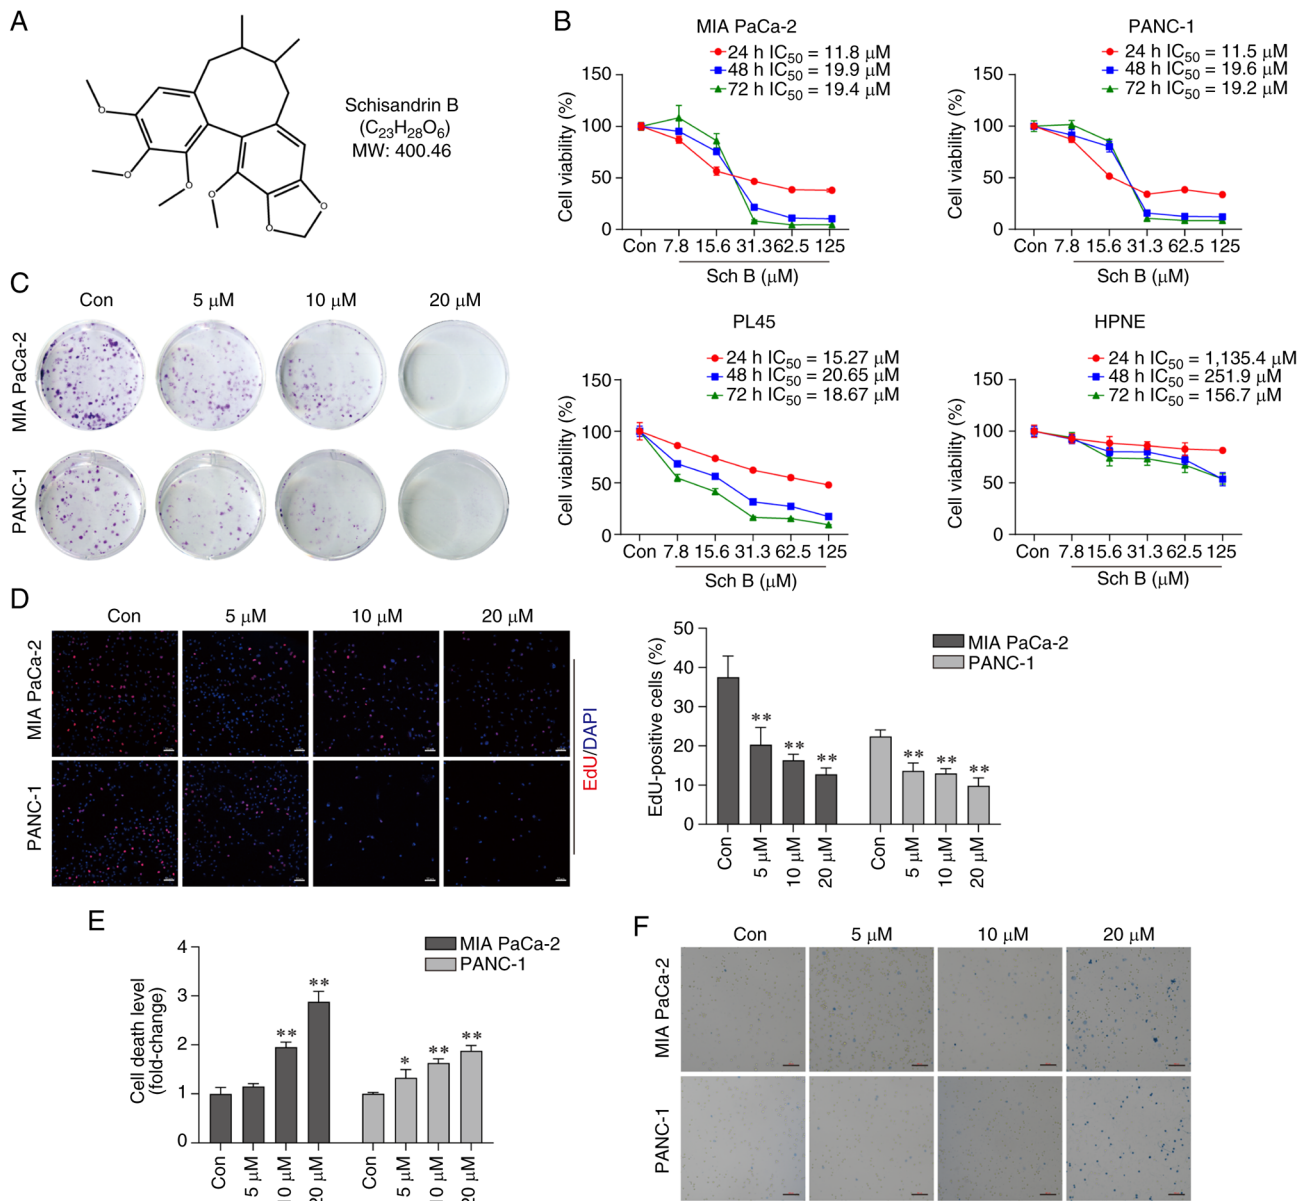 A
O
O
O
O
O
O
Schisandrin B
(C23H28O6)
MW: 400.46
B
MIA PaCa-2
24 h IC50 = 11.8 μM
48 h IC50 = 19.9 μM
72 h IC50 = 19.4 μM
Cell viability (%)
150
100
50
0
Con 7.8 15.6 31.3 62.5 125
Sch B (μM)
PANC-1
24 h IC50 = 11.5 μM
48 h IC50 = 19.6 μM
72 h IC50 = 19.2 μM
Cell viability (%)
150
100
50
0
Con 7.8 15.6 31.3 62.5 125
Sch B (μM)
PL45
24 h IC50 = 15.27 μM
48 h IC50 = 20.65 μM
72 h IC50 = 18.67 μM
Cell viability (%)
150
100
50
0
Con 7.8 15.6 31.3 62.5 125
Sch B (μM)
HPNE
24 h IC50 = 1,135.4 μM
48 h IC50 = 251.9 μM
72 h IC50 = 156.7 μM
Cell viability (%)
150
100
50
0
Con 7.8 15.6 31.3 62.5 125
Sch B (μM)
C
Con 5 μM 10 μM 20 μM
MIA PaCa-2
PANC-1
D
Con 5 μM 10 μM 20 μM
MIA PaCa-2
PANC-1
EdU/DAPI
EdU-positive cells (%)
50
40
30
20
10
0
MIA PaCa-2
PANC-1
** ** ** ** ** **
Con 5 μM 10 μM 20 μM Con 5 μM 10 μM 20 μM
E
Cell death level
(fold-change)
4
3
2
1
0
MIA PaCa-2
PANC-1
** ** * ** **
Con 5 μM 10 μM 20 μM Con 5 μM 10 μM 20 μM
F
Con 5 μM 10 μM 20 μM
MIA PaCa-2
PANC-1